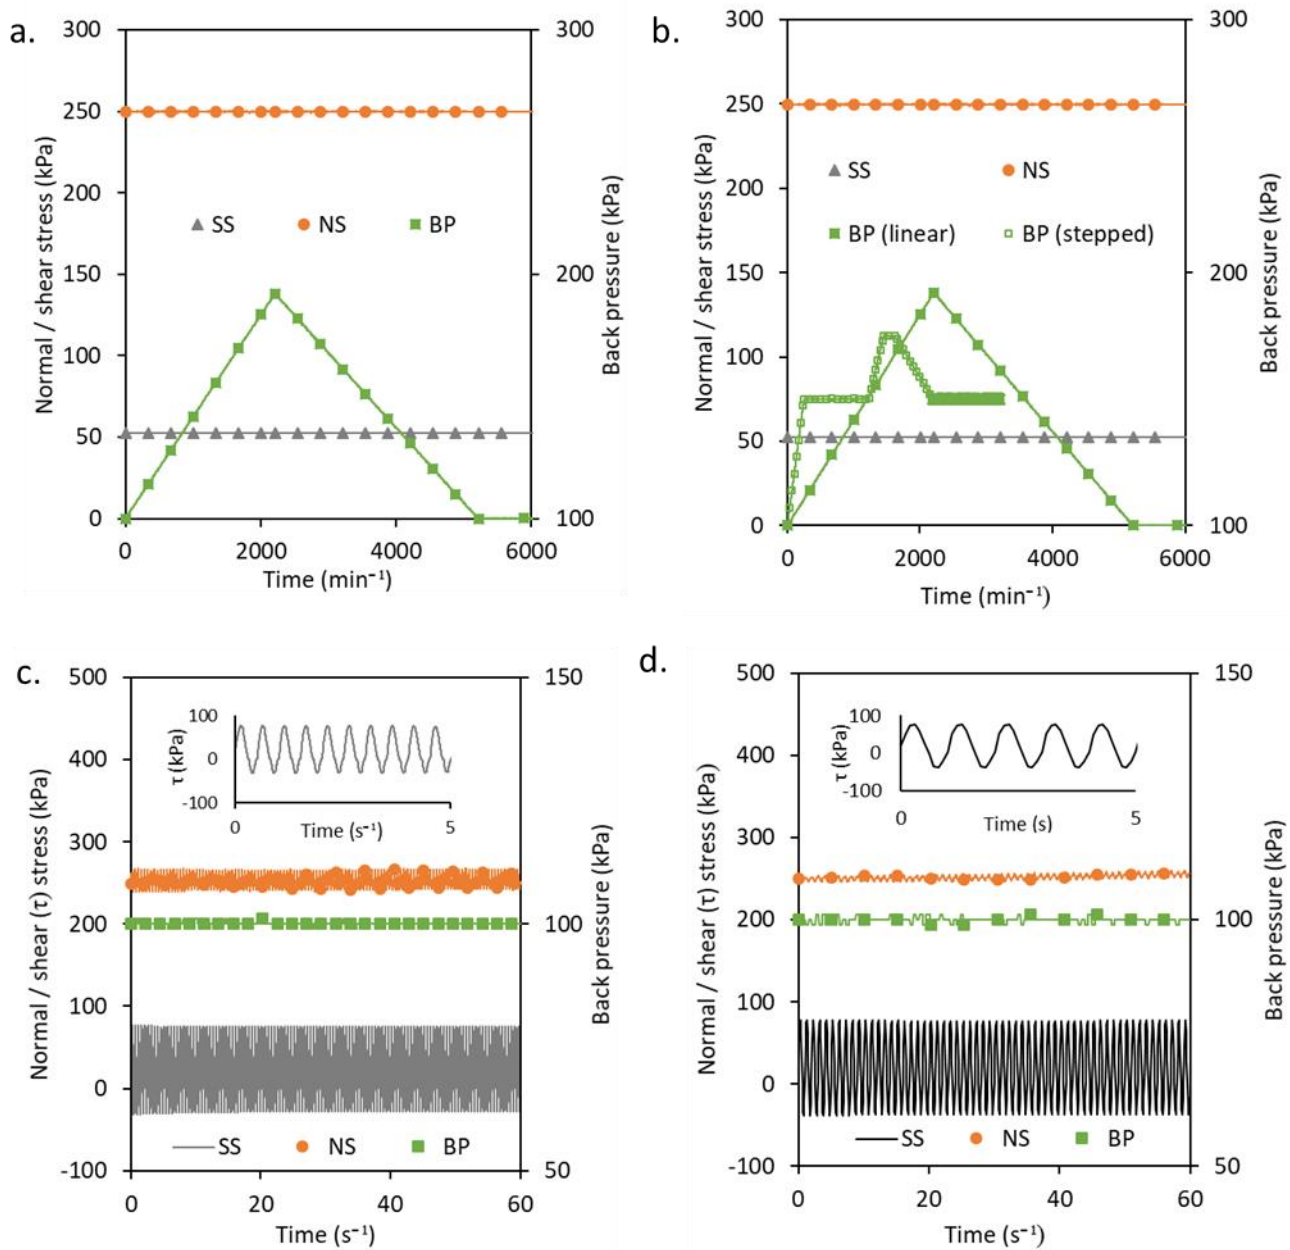 a.
300
250
200
150
100
50
0
Normal / shear stress (kPa)
SS
NS
BP
300
200
100
Back pressure (kPa)
0
2000
4000
6000
Time (min⁻¹)
b.
300
250
200
150
100
50
0
Normal / shear stress (kPa)
SS
NS
BP (linear)
BP (stepped)
300
200
100
Back pressure (kPa)
0
2000
4000
6000
Time (min⁻¹)
c.
500
400
300
200
100
0
-100
Normal / shear (τ) stress (kPa)
100
0
-100
τ (kPa)
0
5
Time (s⁻¹)
SS
NS
BP
150
100
50
Back pressure (kPa)
0
20
40
60
Time (s⁻¹)
d.
500
400
300
200
100
0
-100
Normal / shear (τ) stress (kPa)
100
0
-100
τ (kPa)
0
5
Time (s)
SS
NS
BP
150
100
50
Back pressure (kPa)
0
20
40
60
Time (s⁻¹)